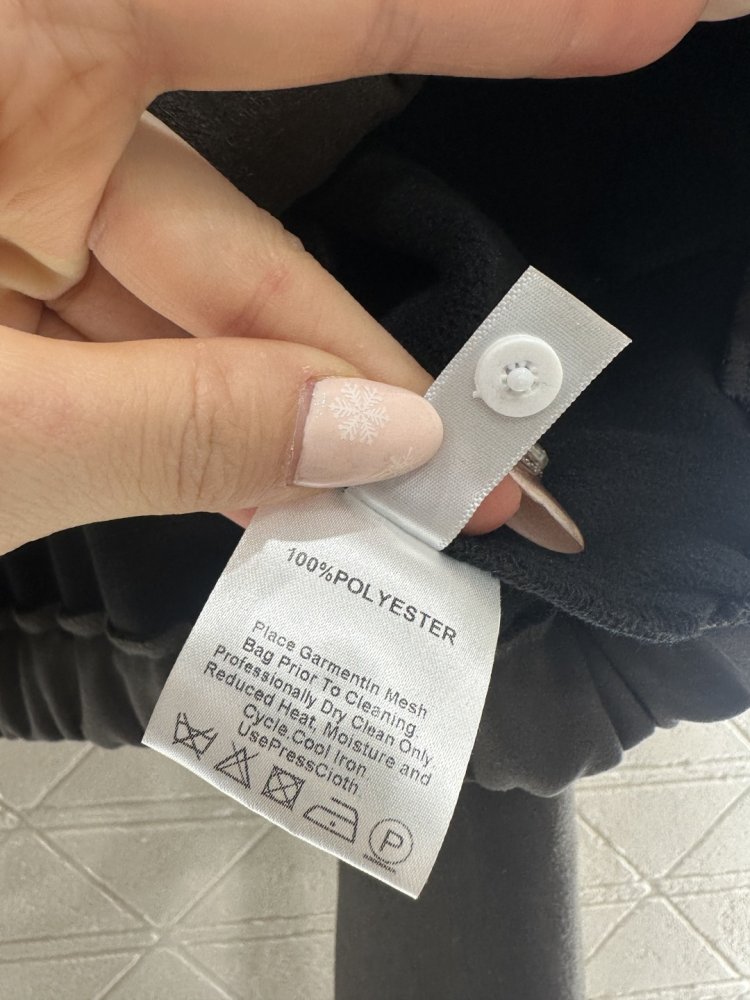 100%POLYESTER
Place GarmentIn Mesh
Bag Prior To Cleaning.
Professionally Dry Clean Only.
Reduced Heat, Moisture and
Cycle Cool Iron
UsePressCloth
P